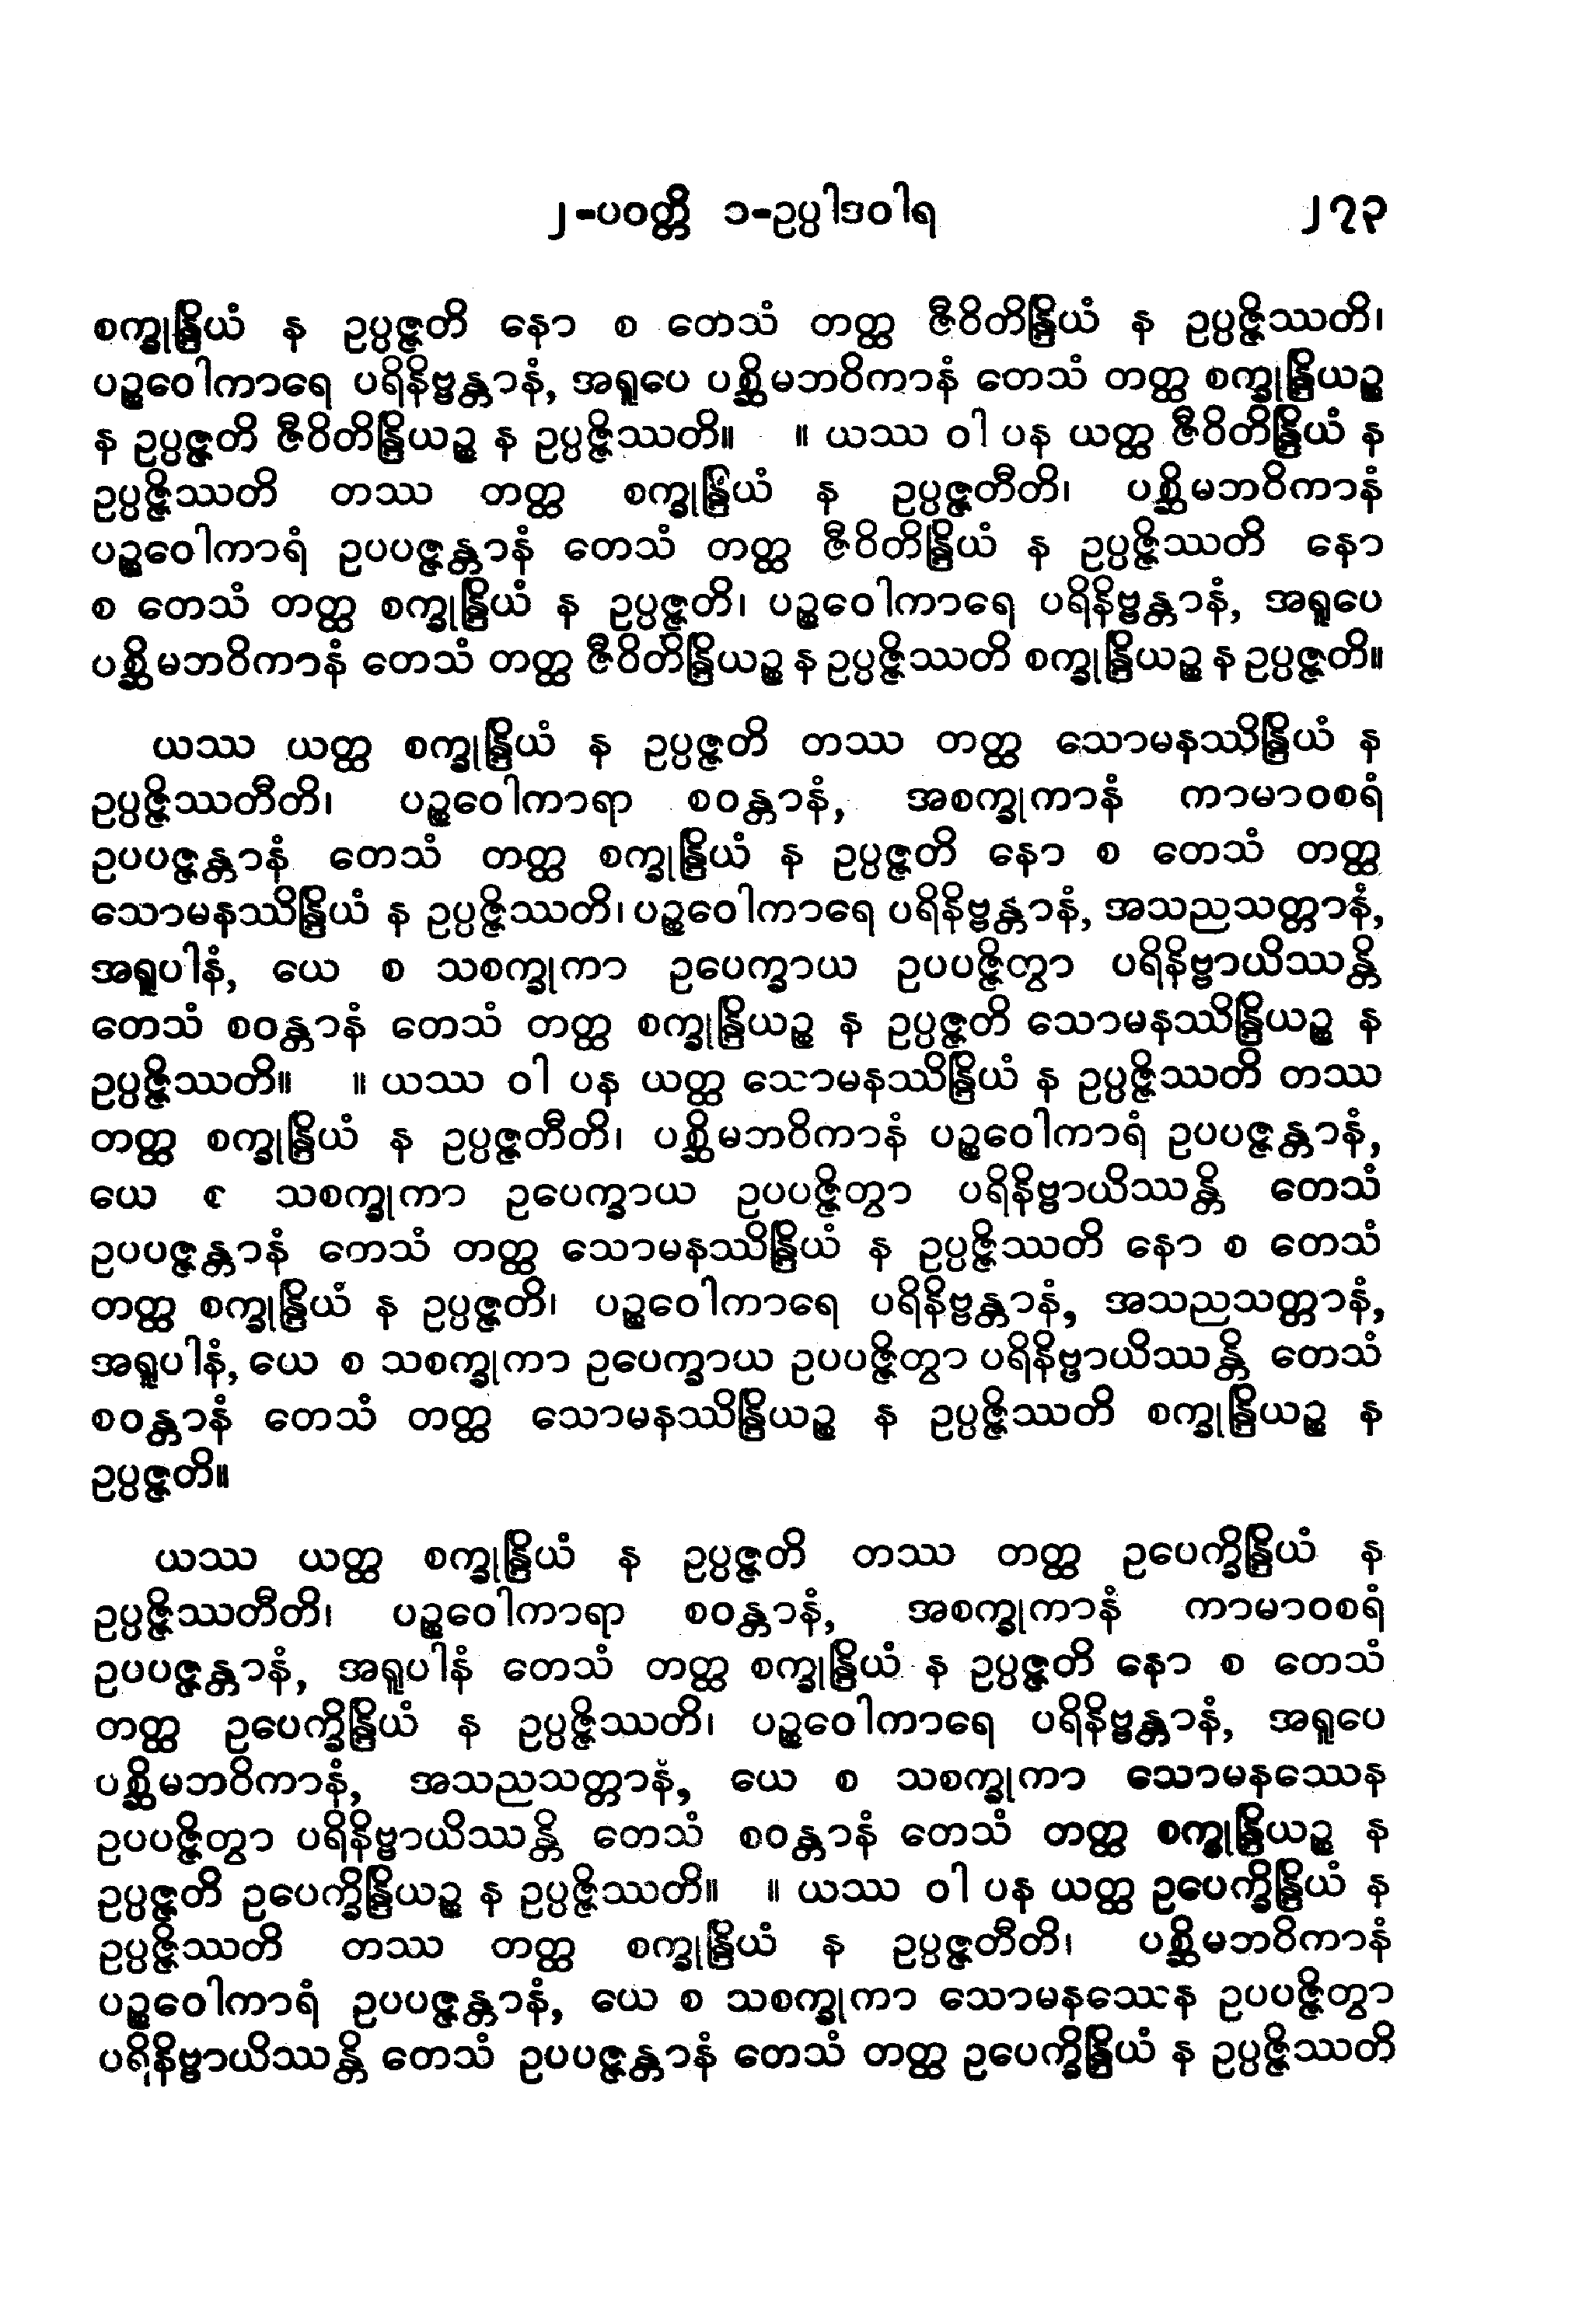 ၂-ပဝတ္တိ ၁-ဥပ္ပါဒဝါရ ၂၇၃
စက္ခုန္ဒြိယံ န ဥပ္ပဇ္ဇတိ နော စ တေသံ တတ္ထ ဇီဝိတိန္ဒြိယံ န ဥပ္ပဇ္ဇိဿတိ၊
ပဉ္စဝေါကာရေ ပရိနိဗ္ဗန္တာနံ, အရူပေ ပစ္ဆိမဘဝိကာနံ တေသံ တတ္ထ စက္ခုန္ဒြိယဉ္စ
န ဥပ္ပဇ္ဇတိ ဇီဝိတိန္ဒြိယဉ္စ န ဥပ္ပဇ္ဇိဿတိ။ ။ ယဿ ဝါ ပန ယတ္ထ ဇီဝိတိန္ဒြိယံ န
ဥပ္ပဇ္ဇိဿတိ တဿ တတ္ထ စက္ခုန္ဒြိယံ န ဥပ္ပဇ္ဇတီတိ၊ ပစ္ဆိမဘဝိကာနံ
ပဉ္စဝေါကာရံ ဥပပဇ္ဇန္တာနံ တေသံ တတ္ထ ဇီဝိတိန္ဒြိယံ န ဥပ္ပဇ္ဇိဿတိ နော
စ တေသံ တတ္ထ စက္ခုန္ဒြိယံ န ဥပ္ပဇ္ဇတိ၊ ပဉ္စဝေါကာရေ ပရိနိဗ္ဗန္တာနံ, အရူပေ
ပစ္ဆိမဘဝိကာနံ တေသံ တတ္ထ ဇီဝိတိန္ဒြိယဉ္စ န ဥပ္ပဇ္ဇိဿတိ စက္ခုန္ဒြိယဉ္စ န ဥပ္ပဇ္ဇတိ။
ယဿ ယတ္ထ စက္ခုန္ဒြိယံ န ဥပ္ပဇ္ဇတိ တဿ တတ္ထ သောမနဿိန္ဒြိယံ န
ဥပ္ပဇ္ဇိဿတီတိ၊ ပဉ္စဝေါကာရာ စဝန္တာနံ, အစက္ခုကာနံ ကာမာဝစရံ
ဥပပဇ္ဇန္တာနံ တေသံ တတ္ထ စက္ခုန္ဒြိယံ န ဥပ္ပဇ္ဇတိ နော စ တေသံ တတ္ထ
သောမနဿိန္ဒြိယံ န ဥပ္ပဇ္ဇိဿတိ၊ ပဉ္စဝေါကာရေ ပရိနိဗ္ဗန္တာနံ, အသညသတ္တာနံ,
အရူပါနံ, ယေ စ သစက္ခုကာ ဥပေက္ခာယ ဥပပဇ္ဇိတွာ ပရိနိဗ္ဗာယိဿန္တိ
တေသံ စဝန္တာနံ တေသံ တတ္ထ စက္ခုန္ဒြိယဉ္စ န ဥပ္ပဇ္ဇတိ သောမနဿိန္ဒြိယဉ္စ န
ဥပ္ပဇ္ဇိဿတိ။ ။ ယဿ ဝါ ပန ယတ္ထ သောမနဿိန္ဒြိယံ န ဥပ္ပဇ္ဇိဿတိ တဿ
တတ္ထ စက္ခုန္ဒြိယံ န ဥပ္ပဇ္ဇတီတိ၊ ပစ္ဆိမဘဝိကာနံ ပဉ္စဝေါကာရံ ဥပပဇ္ဇန္တာနံ,
ယေ စ သစက္ခုကာ ဥပေက္ခာယ ဥပပဇ္ဇိတွာ ပရိနိဗ္ဗာယိဿန္တိ တေသံ
ဥပပဇ္ဇန္တာနံ တေသံ တတ္ထ သောမနဿိန္ဒြိယံ န ဥပ္ပဇ္ဇိဿတိ နော စ တေသံ
တတ္ထ စက္ခုန္ဒြိယံ န ဥပ္ပဇ္ဇတိ၊ ပဉ္စဝေါကာရေ ပရိနိဗ္ဗန္တာနံ, အသညသတ္တာနံ,
အရူပါနံ, ယေ စ သစက္ခုကာ ဥပေက္ခာယ ဥပပဇ္ဇိတွာ ပရိနိဗ္ဗာယိဿန္တိ တေသံ
စဝန္တာနံ တေသံ တတ္ထ သောမနဿိန္ဒြိယဉ္စ န ဥပ္ပဇ္ဇိဿတိ စက္ခုန္ဒြိယဉ္စ န
ဥပ္ပဇ္ဇတိ။
ယဿ ယတ္ထ စက္ခုန္ဒြိယံ န ဥပ္ပဇ္ဇတိ တဿ တတ္ထ ဥပေက္ခိန္ဒြိယံ န
ဥပ္ပဇ္ဇိဿတီတိ၊ ပဉ္စဝေါကာရာ စဝန္တာနံ, အစက္ခုကာနံ ကာမာဝစရံ
ဥပပဇ္ဇန္တာနံ, အရူပါနံ တေသံ တတ္ထ စက္ခုန္ဒြိယံ န ဥပ္ပဇ္ဇတိ နော စ တေသံ
တတ္ထ ဥပေက္ခိန္ဒြိယံ န ဥပ္ပဇ္ဇိဿတိ၊ ပဉ္စဝေါကာရေ ပရိနိဗ္ဗန္တာနံ, အရူပေ
ပစ္ဆိမဘဝိကာနံ, အသညသတ္တာနံ, ယေ စ သစက္ခုကာ သောမနဿေန
ဥပပဇ္ဇိတွာ ပရိနိဗ္ဗာယိဿန္တိ တေသံ စဝန္တာနံ တေသံ တတ္ထ စက္ခုန္ဒြိယဉ္စ န
ဥပ္ပဇ္ဇတိ ဥပေက္ခိန္ဒြိယဉ္စ န ဥပ္ပဇ္ဇိဿတိ။ ။ ယဿ ဝါ ပန ယတ္ထ ဥပေက္ခိန္ဒြိယံ န
ဥပ္ပဇ္ဇိဿတိ တဿ တတ္ထ စက္ခုန္ဒြိယံ န ဥပ္ပဇ္ဇတီတိ၊ ပစ္ဆိမဘဝိကာနံ
ပဉ္စဝေါကာရံ ဥပပဇ္ဇန္တာနံ, ယေ စ သစက္ခုကာ သောမနဿေန ဥပပဇ္ဇိတွာ
ပရိနိဗ္ဗာယိဿန္တိ တေသံ ဥပပဇ္ဇန္တာနံ တေသံ တတ္ထ ဥပေက္ခိန္ဒြိယံ န ဥပ္ပဇ္ဇိဿတိ